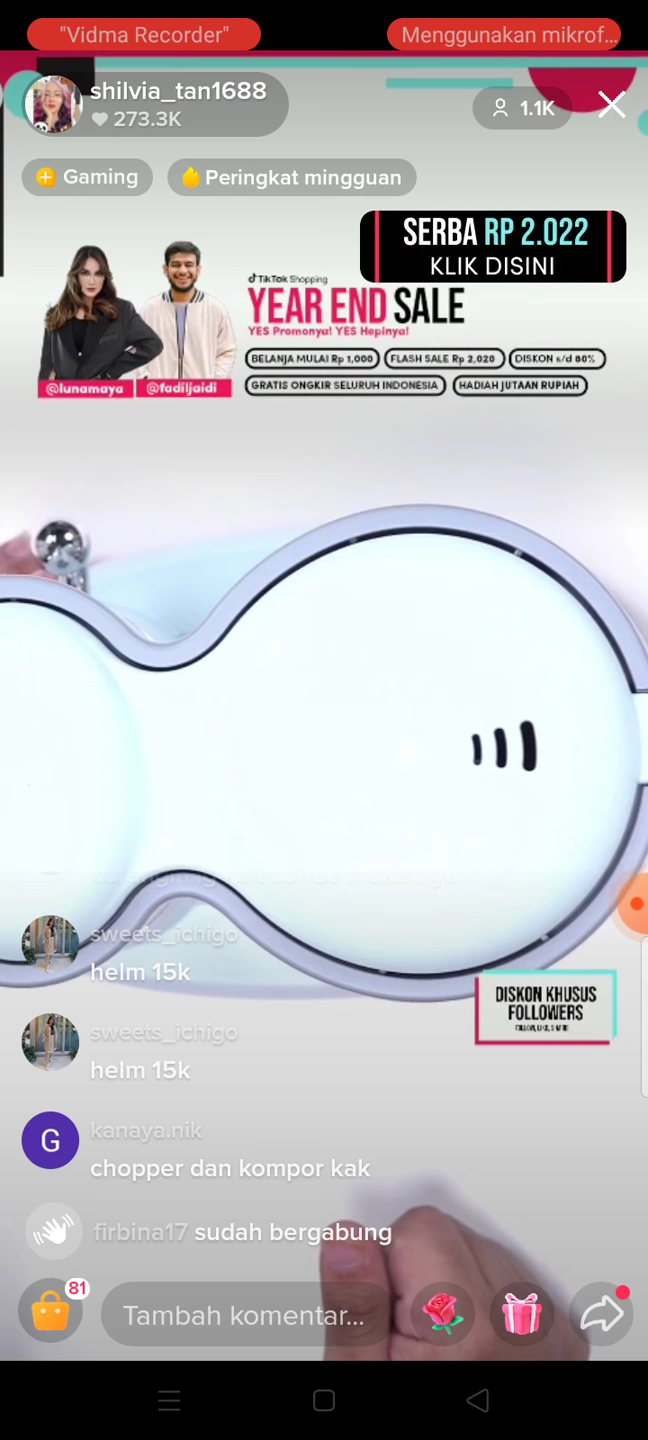 "Vidma Recorder"
Menggunakan mikrof...
shilvia_tan1688
273.3K
1.1K
Gaming
Peringkat mingguan
SERBA RP 2.022
KLIK DISINI
TikTok Shopping
YEAR END SALE
YES Promonya! YES Hepinya!
BELANJA MULAI Rp 1,000
FLASH SALE Rp 2,020
DISKON s/d 80%
GRATIS ONGKIR SELURUH INDONESIA
HADIAH JUTAAN RUPIAH
@lunamaya
@fadiljaidi
sweets_ichigo
helm 15k
DISKON KHUSUS
FOLLOWERS
sweets_ichigo
helm 15k
G
kanaya.nik
chopper dan kompor kak
firbina17 sudah bergabung
81
Tambah komentar...